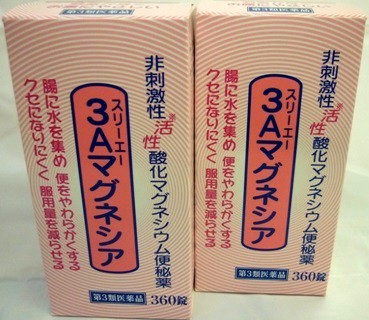 非刺激性※活性酸化マグネシウム便秘薬
スリーエー
3Aマグネシア
腸に水を集め 便をやわらかくする
クセになりにくく 服用量を減らせる
第3類医薬品
360錠
非刺激性※活性酸化マグネシウム便秘薬
スリーエー
3Aマグネシア
腸に水を集め 便をやわらかくする
クセになりにくく 服用量を減らせる
第3類医薬品
360錠